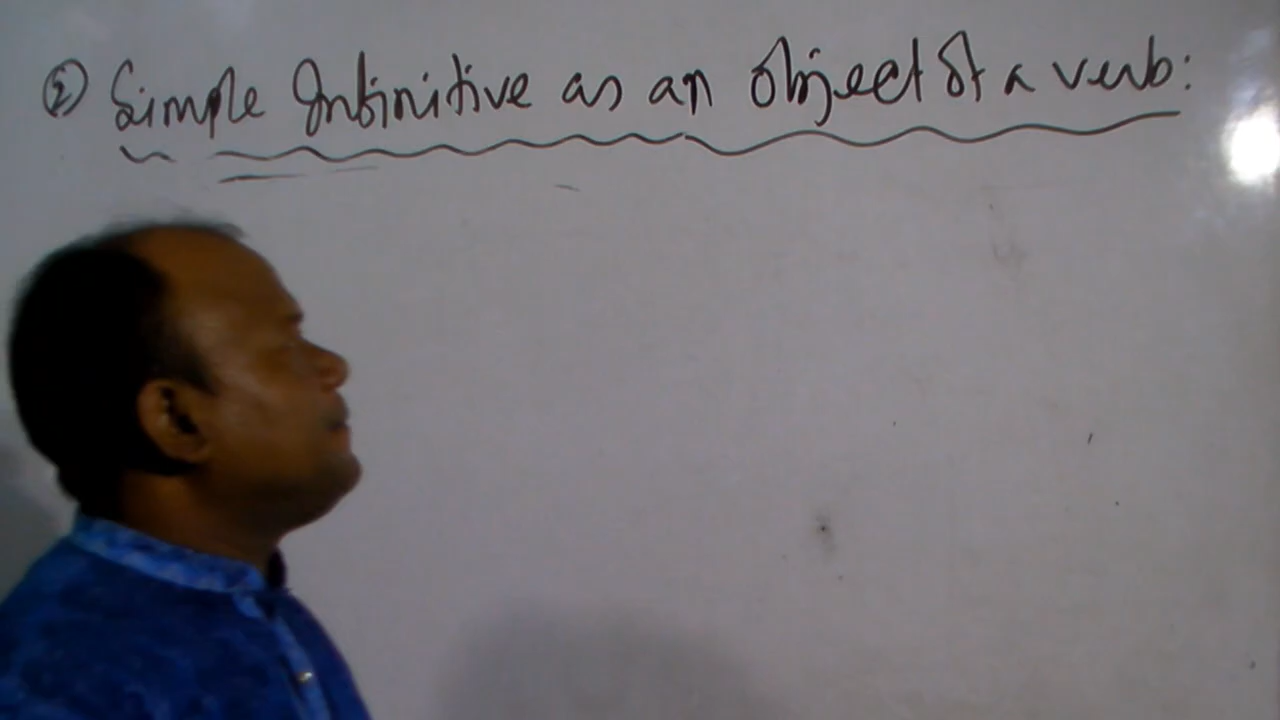 ② Simple Infinitive as an object of a verb: